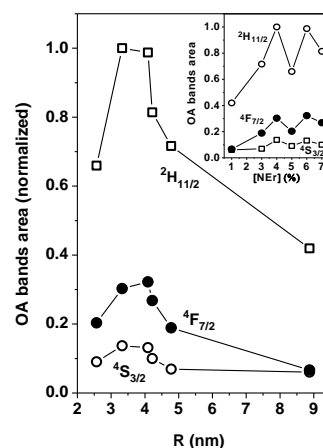 OA bands area (normalized)
1.0
0.8
0.6
0.4
0.2
0.0
2 3 4 5 6 7 8 9
R (nm)
²H₁₁/₂
⁴F₇/₂
⁴S₃/₂
OA bands area
1.0
0.8
0.6
0.4
0.2
0.0
1 2 3 4 5 6 7
[NEr] (%)
²H₁₁/₂
⁴F₇/₂
⁴S₃/₂